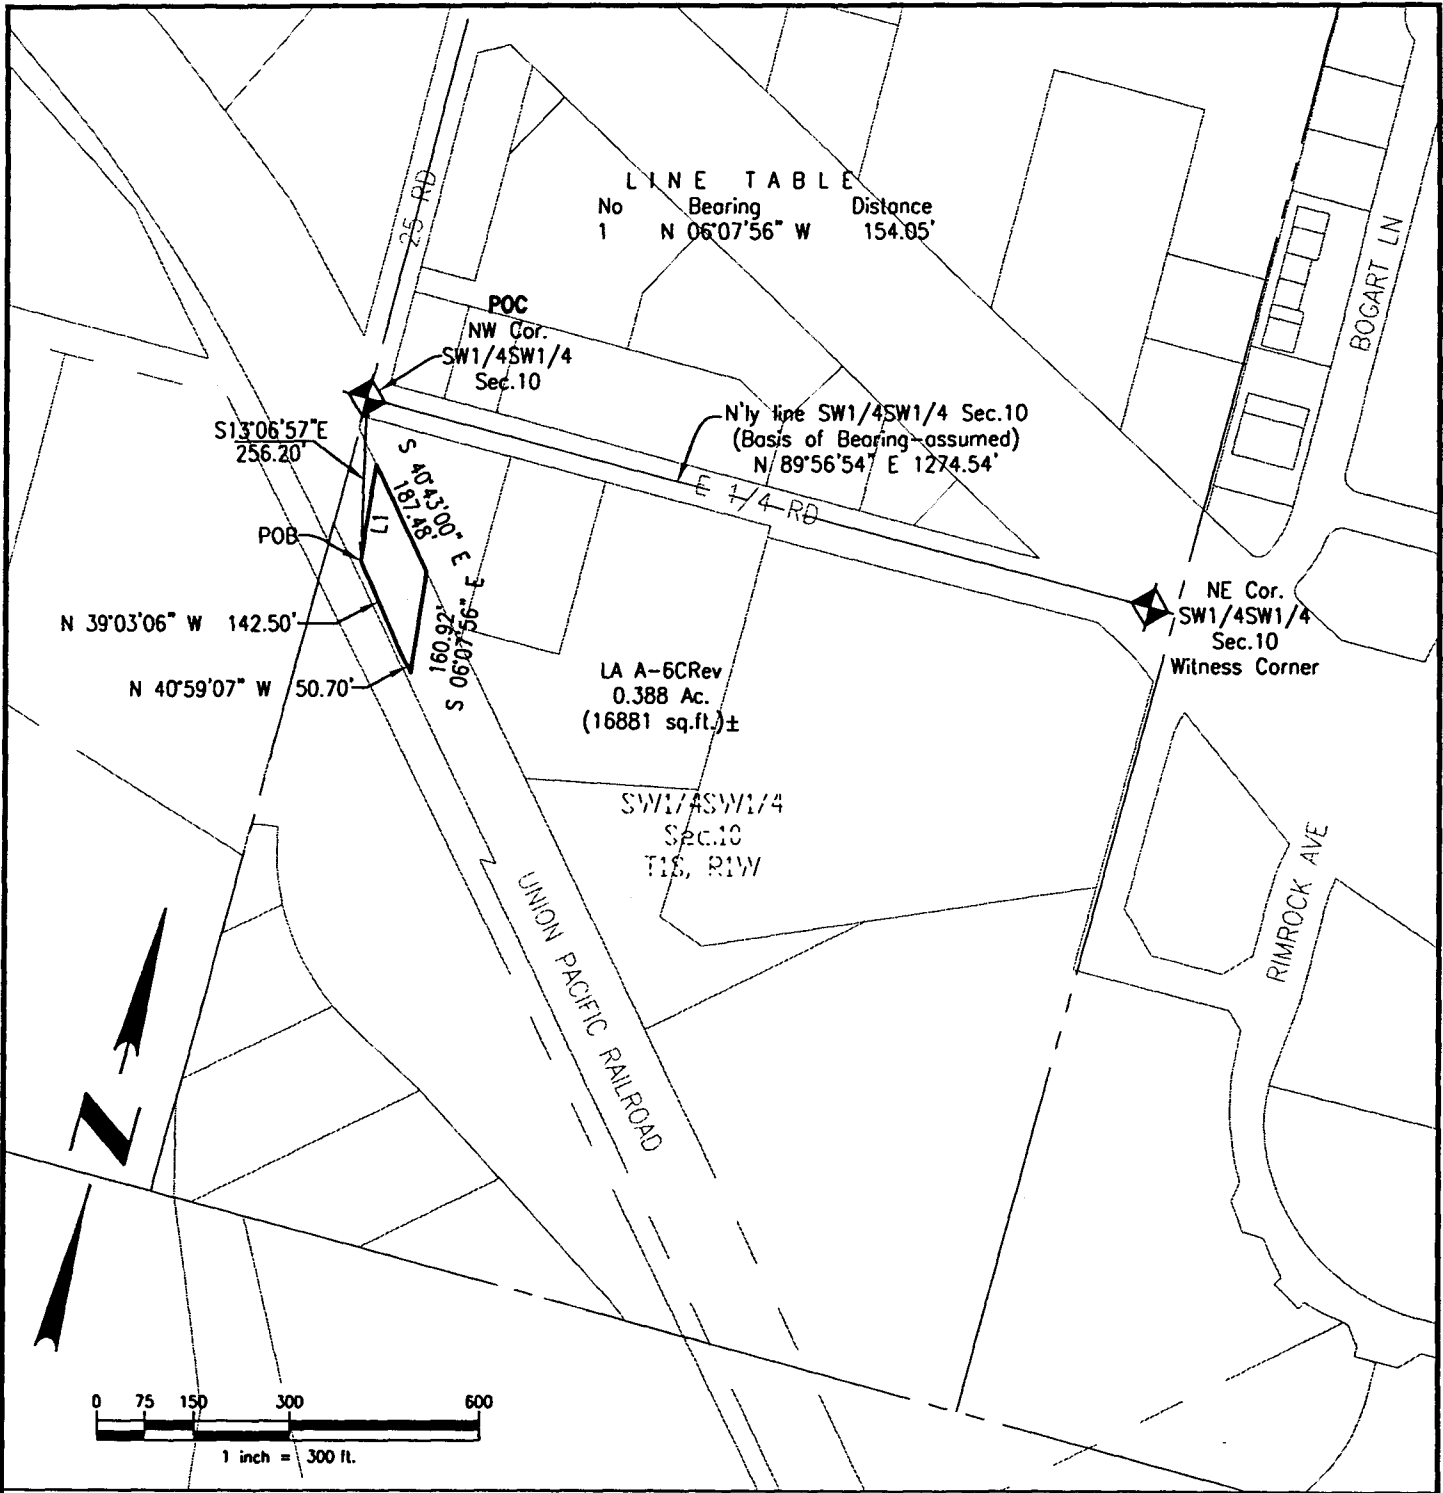 LINE TABLE
No Bearing Distance
1 N 06°07'56" W 154.05'
25 RD
POC
NW Cor.
SW1/4SW1/4
Sec.10
S13°06'57"E
256.20'
S 40°43'00" E
187.48'
L1
POB
N'ly line SW1/4SW1/4 Sec.10
(Basis of Bearing-assumed)
N 89°56'54" E 1274.54'
E 1/4 RD
BOGART LN
NE Cor.
SW1/4SW1/4
Sec.10
Witness Corner
N 39°03'06" W 142.50'
N 40°59'07" W 50.70'
160.92'
S 06°07'56" E
LA A-6CRev
0.388 Ac.
(16881 sq.ft.)±
SW1/4SW1/4
Sec.10
T1S, R1W
UNION PACIFIC RAILROAD
RIMROCK AVE
N
0 75 150 300 600
1 inch = 300 ft.